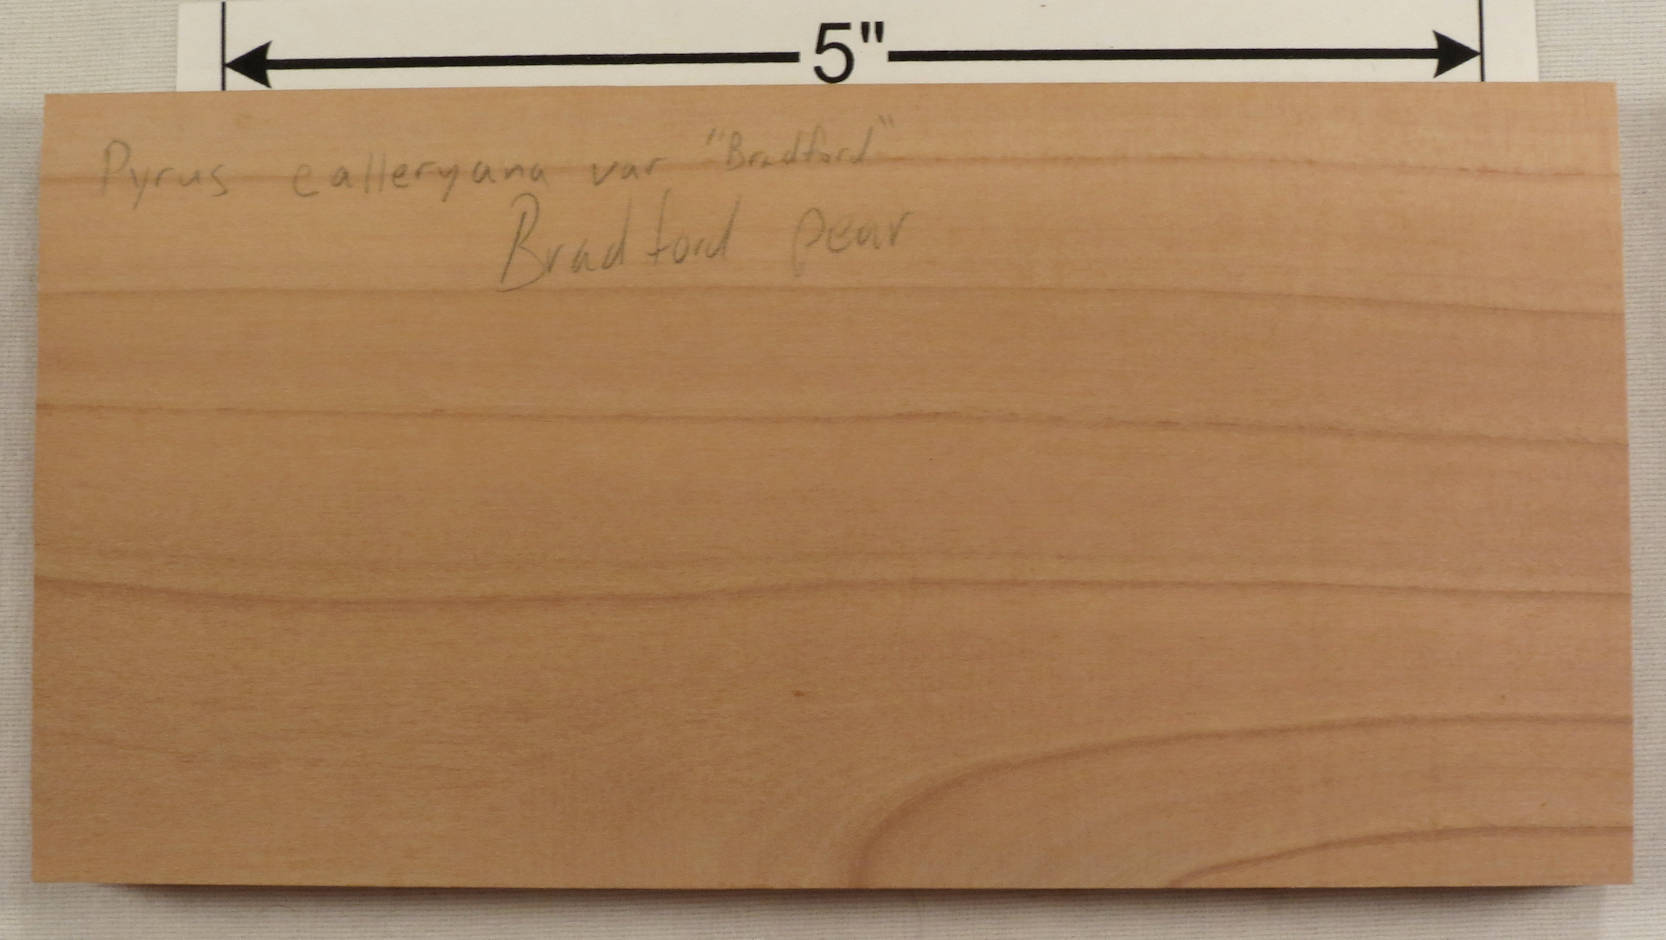 5"
Pyrus calleryana var "Bradford"
Bradford pear